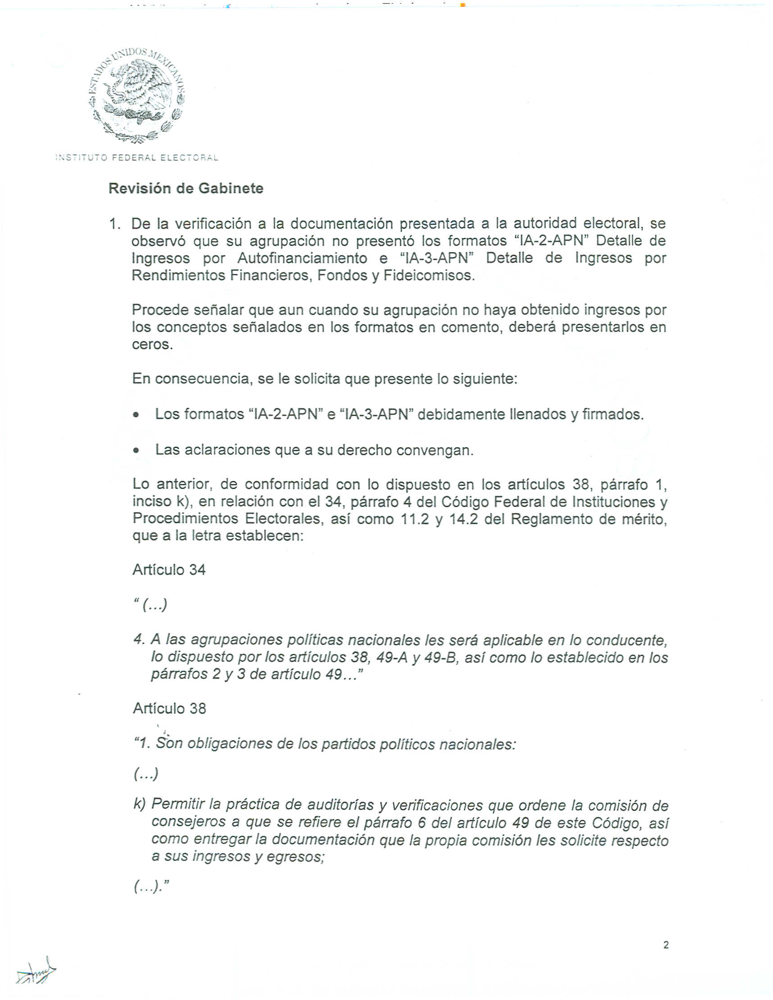 ESTADOS UNIDOS MEXICANOS
INSTITUTO FEDERAL ELECTORAL
Revisión de Gabinete
1. De la verificación a la documentación presentada a la autoridad electoral, se
observó que su agrupación no presentó los formatos “IA-2-APN” Detalle de
Ingresos por Autofinanciamiento e “IA-3-APN” Detalle de Ingresos por
Rendimientos Financieros, Fondos y Fideicomisos.
Procede señalar que aun cuando su agrupación no haya obtenido ingresos por
los conceptos señalados en los formatos en comento, deberá presentarlos en
ceros.
En consecuencia, se le solicita que presente lo siguiente:
• Los formatos “IA-2-APN” e “IA-3-APN” debidamente llenados y firmados.
• Las aclaraciones que a su derecho convengan.
Lo anterior, de conformidad con lo dispuesto en los artículos 38, párrafo 1,
inciso k), en relación con el 34, párrafo 4 del Código Federal de Instituciones y
Procedimientos Electorales, así como 11.2 y 14.2 del Reglamento de mérito,
que a la letra establecen:
Artículo 34
“ (...)
4. A las agrupaciones políticas nacionales les será aplicable en lo conducente,
lo dispuesto por los artículos 38, 49-A y 49-B, así como lo establecido en los
párrafos 2 y 3 de artículo 49...”
Artículo 38
“1. Son obligaciones de los partidos políticos nacionales:
(...)
k) Permitir la práctica de auditorías y verificaciones que ordene la comisión de
consejeros a que se refiere el párrafo 6 del artículo 49 de este Código, así
como entregar la documentación que la propia comisión les solicite respecto
a sus ingresos y egresos;
(...).”
2